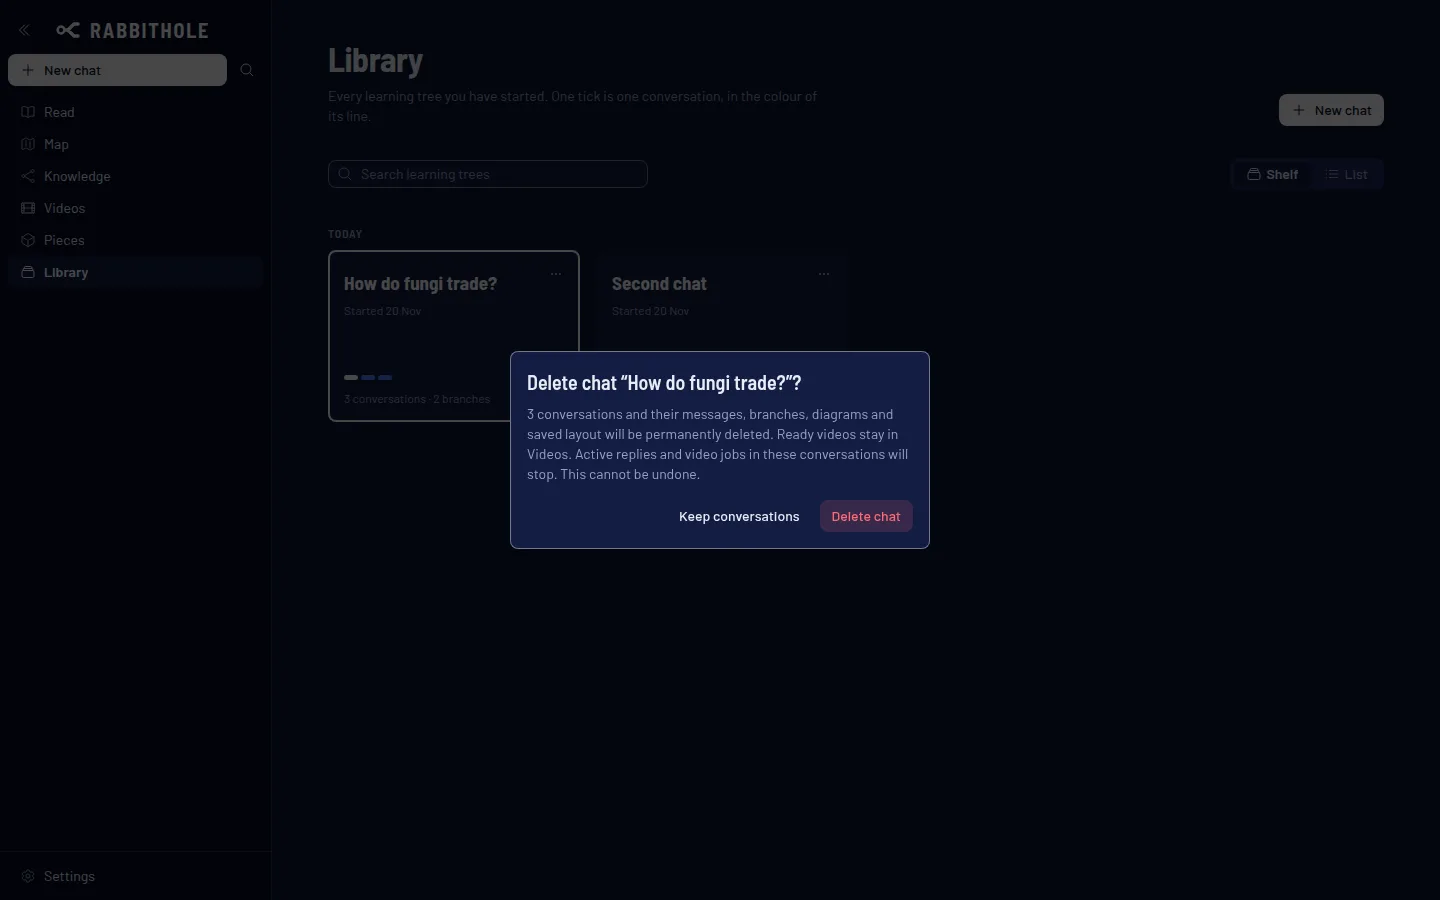 RABBITHOLE
New chat
Read
Map
Knowledge
Videos
Pieces
Library
Settings
Library
Every learning tree you have started. One tick is one conversation, in the colour of
its line.
New chat
Search learning trees
Shelf
List
TODAY
How do fungi trade?
...
Started 20 Nov
3 conversations · 2 branches
Second chat
...
Started 20 Nov
Delete chat “How do fungi trade?”?
3 conversations and their messages, branches, diagrams and
saved layout will be permanently deleted. Ready videos stay in
Videos. Active replies and video jobs in these conversations will
stop. This cannot be undone.
Keep conversations
Delete chat